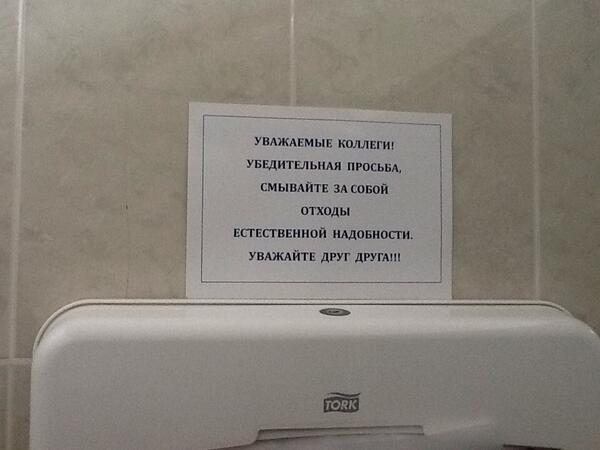 УВАЖАЕМЫЕ КОЛЛЕГИ!
УБЕДИТЕЛЬНАЯ ПРОСЬБА,
СМЫВАЙТЕ ЗА СОБОЙ
ОТХОДЫ
ЕСТЕСТВЕННОЙ НАДОБНОСТИ.
УВАЖАЙТЕ ДРУГ ДРУГА!!!
TORK